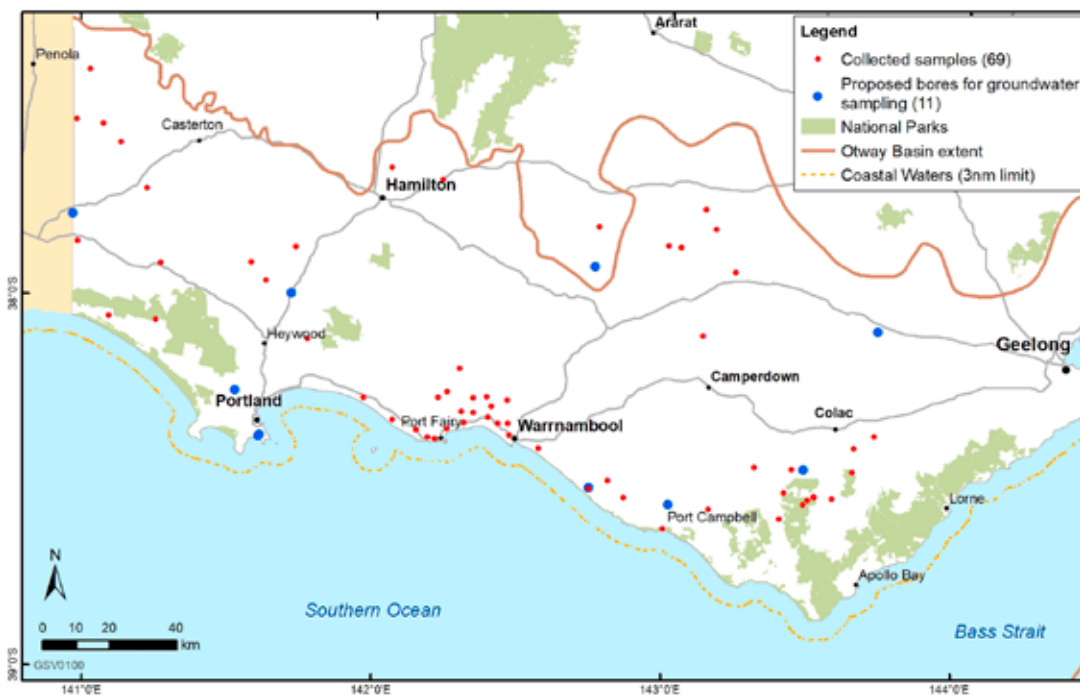 Ararat
Penola
Legend
Collected samples (69)
Proposed bores for groundwater
sampling (11)
National Parks
Otway Basin extent
Coastal Waters (3nm limit)
Casterton
Hamilton
38°0'S
Heywood
Geelong
Camperdown
Portland
Colac
Port Fairy
Warrnambool
Lorne
Port Campbell
N
Apollo Bay
Southern Ocean
Bass Strait
0 10 20 40
km
GSV0100
39°0'S
141°0'E
142°0'E
143°0'E
144°0'E